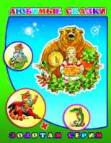 ЛЮБИМЫЕ СКАЗКИ
ЗОЛОТАЯ СЕРИЯ